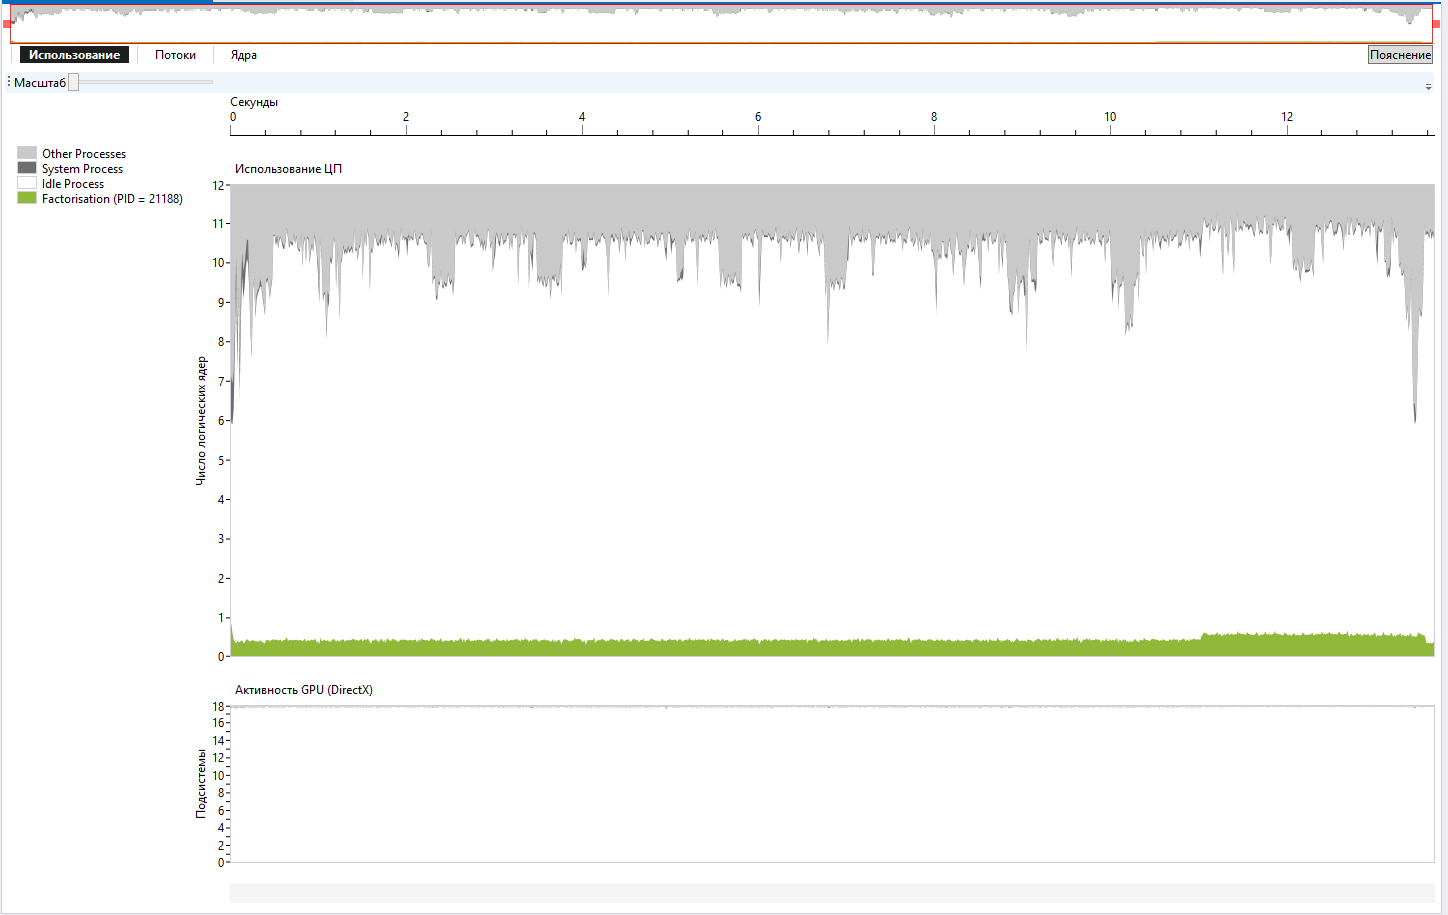 Использование Потоки Ядра Пояснение
Масштаб
Секунды
0 2 4 6 8 10 12
Other Processes
System Process
Idle Process
Factorisation (PID = 21188)
Использование ЦП
Число логических ядер
12
11
10
9
8
7
6
5
4
3
2
1
0
Активность GPU (DirectX)
Подсистемы
18
16
14
12
10
8
6
4
2
0